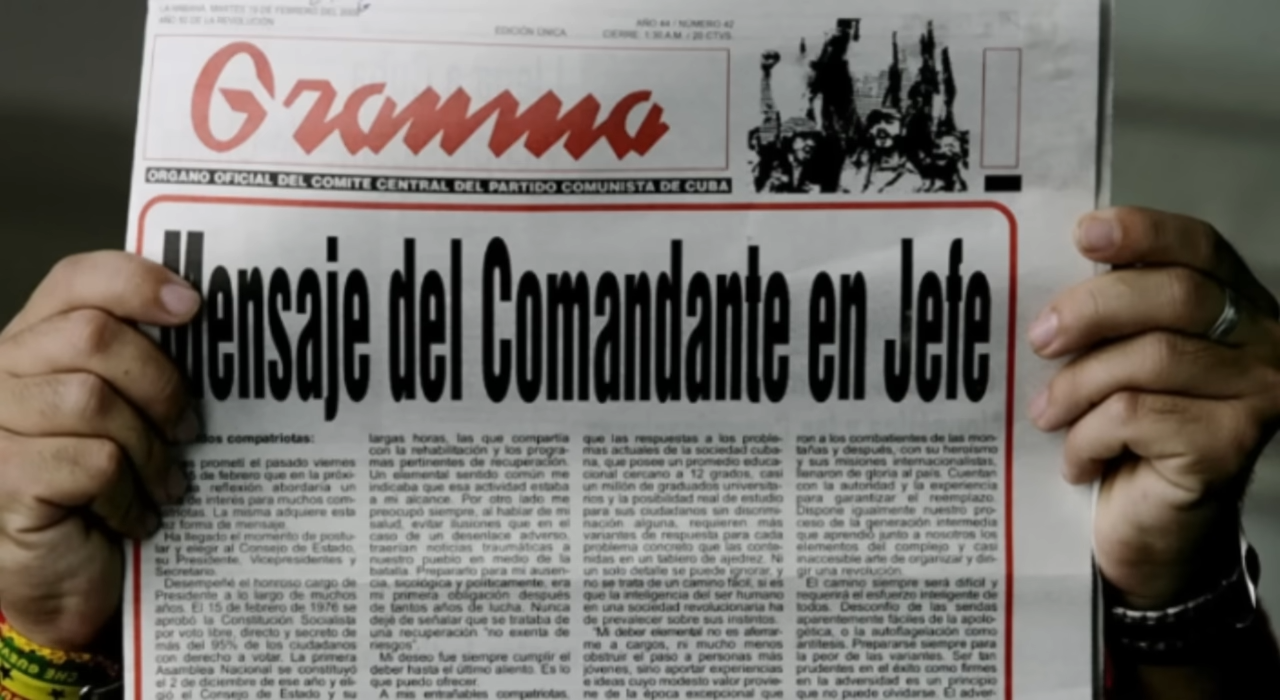 LA HABANA, MARTES 19 DE FEBRERO DEL
AÑO 50 DE LA REVOLUCION
EDICIÓN ÚNICA
AÑO 44 / NÚMERO 42
CIERRE: 1:30 A.M. / 20 CTVS
Granma
ORGANO OFICIAL DEL COMITE CENTRAL DEL PARTIDO COMUNISTA DE CUBA
Mensaje del Comandante en Jefe
compatriotas:
prometí el pasado viernes
de febrero que en la próxi-
reflexión abordaría un
de interés para muchos com-
La misma adquiere esta
forma de mensaje.
Ha llegado el momento de postu-
lar y elegir al Consejo de Estado,
su Presidente, Vicepresidentes y
Secretario.
Desempeñé el honroso cargo de
Presidente a lo largo de muchos
años. El 15 de febrero de 1976 se
aprobó la Constitución Socialista
por voto libre, directo y secreto de
más del 95% de los ciudadanos
con derecho a votar. La primera
Asamblea Nacional se constituyó
el 2 de diciembre de ese año y eli-
gió el Consejo de Estado y su
largas horas, las que compartía
con la rehabilitación y los progra-
mas pertinentes de recuperación.
Un elemental sentido común me
indicaba que esa actividad estaba
a mi alcance. Por otro lado me
preocupó siempre, al hablar de mi
salud, evitar ilusiones que en el
caso de un desenlace adverso,
traerían noticias traumáticas a
nuestro pueblo en medio de la
batalla. Prepararlo para mi ausen-
cia, sicológica y políticamente, era
mi primera obligación después
de tantos años de lucha. Nunca
dejé de señalar que se trataba de
una recuperación "no exenta de
riesgos".
Mi deseo fue siempre cumplir el
deber hasta el último aliento. Es lo
que puedo ofrecer.
A mis entrañables compatriotas,
que las respuestas a los proble-
mas actuales de la sociedad cuba-
na, que posee un promedio educa-
cional cercano a 12 grados, casi
un millón de graduados universita-
rios y la posibilidad real de estudio
para sus ciudadanos sin discrimi-
nación alguna, requieren más
variantes de respuesta para cada
problema concreto que las conte-
nidas en un tablero de ajedrez. Ni
un solo detalle se puede ignorar, y
no se trata de un camino fácil, si es
que la inteligencia del ser humano
en una sociedad revolucionaria ha
de prevalecer sobre sus instintos.
"Mi deber elemental no es aferrar-
me a cargos, ni mucho menos
obstruir el paso a personas más
jóvenes, sino aportar experiencias
e ideas cuyo modesto valor provie-
ne de la época excepcional que
ron a los combatientes de las mon-
tañas y después, con su heroísmo
y sus misiones internacionalistas,
llenaron de gloria al país. Cuentan
con la autoridad y la experiencia
para garantizar el reemplazo.
Dispone igualmente nuestro pro-
ceso de la generación intermedia
que aprendió junto a nosotros los
elementos del complejo y casi
inaccesible arte de organizar y diri-
gir una revolución.
El camino siempre será difícil y
requerirá el esfuerzo inteligente de
todos. Desconfío de las sendas
aparentemente fáciles de la apolo-
gética, o la autoflagelación como
antítesis. Prepararse siempre para
la peor de las variantes. Ser tan
prudentes en el éxito como firmes
en la adversidad es un principio
que no puede olvidarse. El adver-
CHE